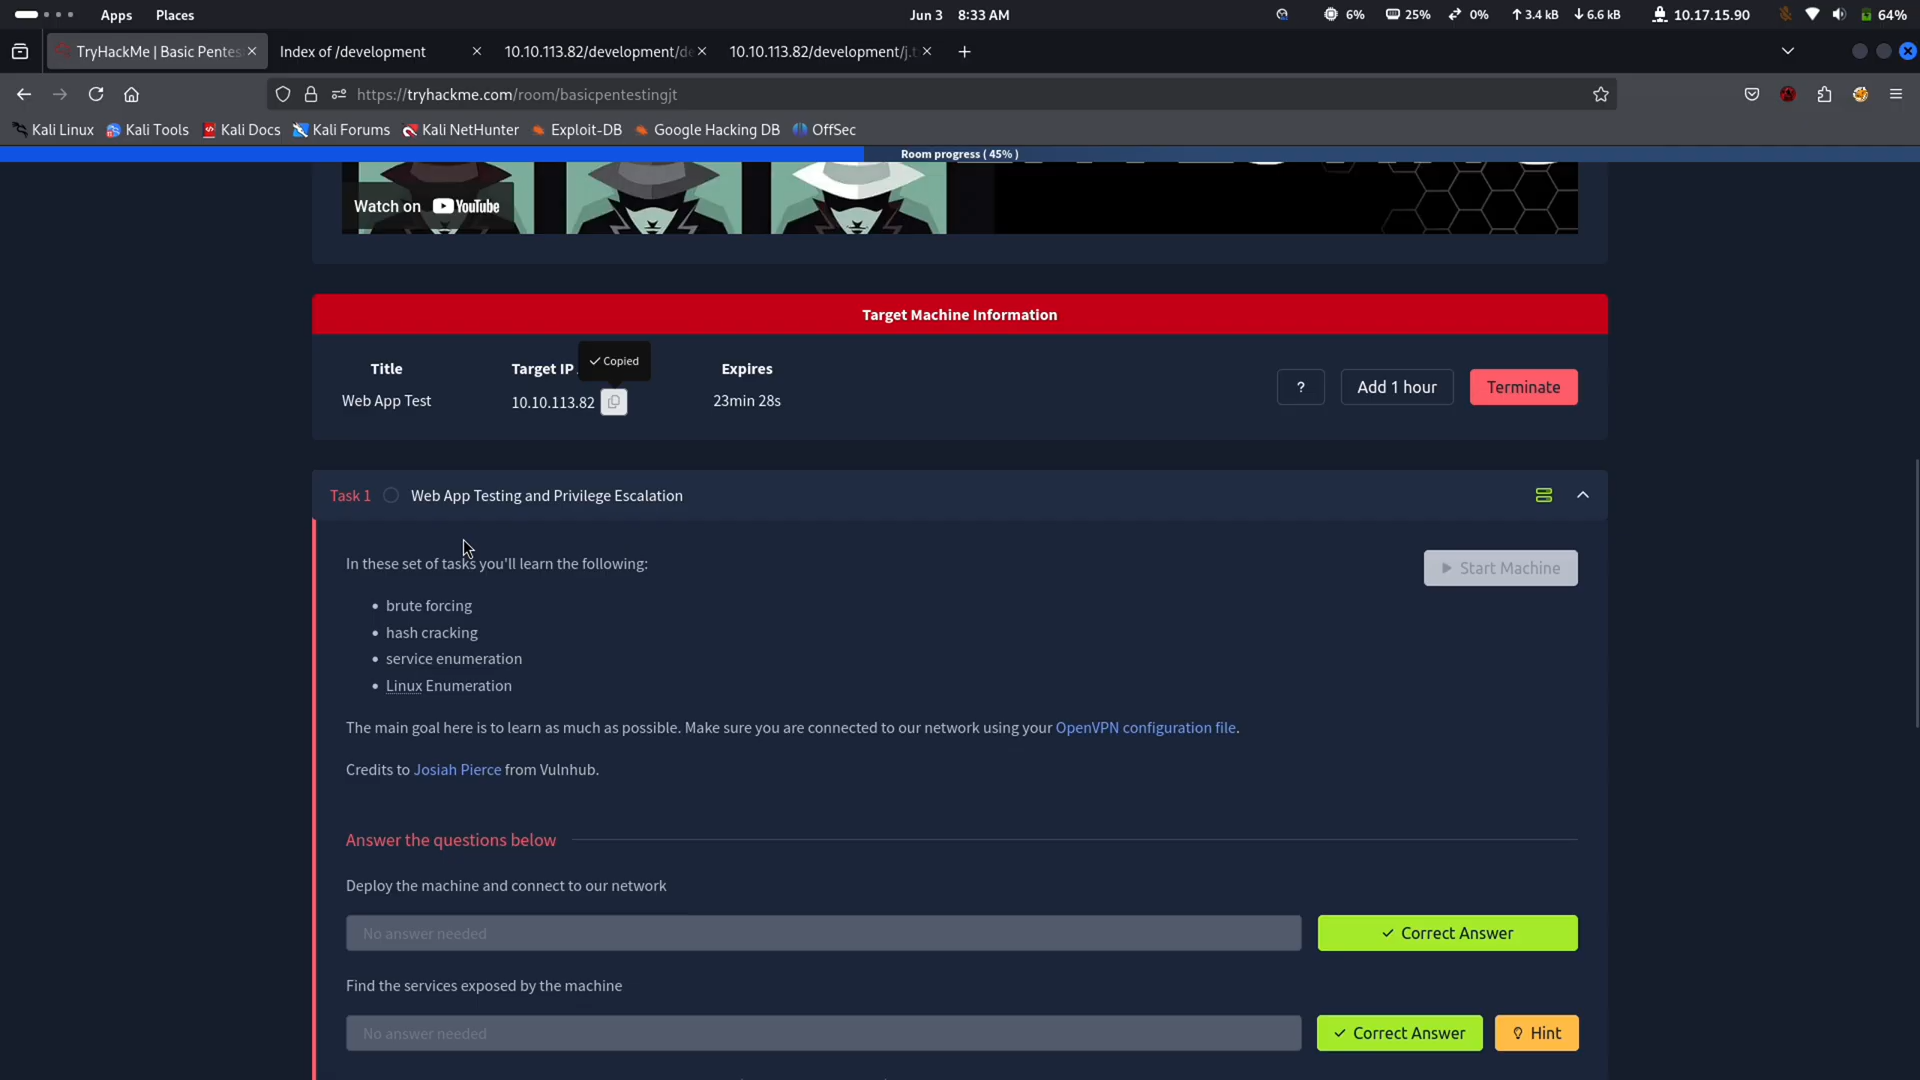 Apps Places Jun 3 8:33 AM 6% 25% 0% 3.4 kB 6.6 kB 10.17.15.90 64%
TryHackMe | Basic Pentes Index of /development 10.10.113.82/development/de 10.10.113.82/development/j.t
https://tryhackme.com/room/basicpentestingjt
Kali Linux Kali Tools Kali Docs Kali Forums Kali NetHunter Exploit-DB Google Hacking DB OffSec
Room progress ( 45% )
Watch on YouTube
Target Machine Information
Title Target IP Expires
Copied
Web App Test 10.10.113.82 23min 28s ? Add 1 hour Terminate
Task 1 Web App Testing and Privilege Escalation
In these set of tasks you'll learn the following:
Start Machine
• brute forcing
• hash cracking
• service enumeration
• Linux Enumeration
The main goal here is to learn as much as possible. Make sure you are connected to our network using your OpenVPN configuration file.
Credits to Josiah Pierce from Vulnhub.
Answer the questions below
Deploy the machine and connect to our network
No answer needed Correct Answer
Find the services exposed by the machine
No answer needed Correct Answer Hint